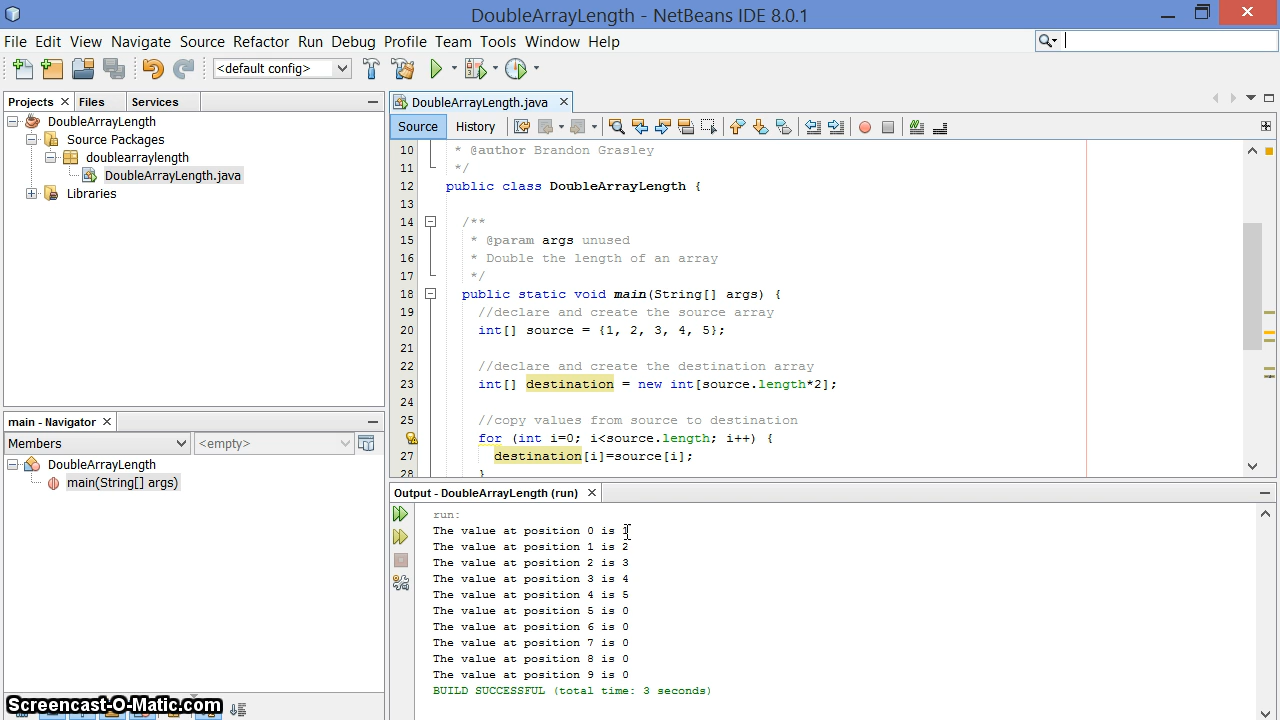 DoubleArrayLength - NetBeans IDE 8.0.1
File Edit View Navigate Source Refactor Run Debug Profile Team Tools Window Help
<default config>
Projects Files Services
DoubleArrayLength
Source Packages
doublearraylength
DoubleArrayLength.java
Libraries
main - Navigator
Members <empty>
DoubleArrayLength
main(String[] args)
DoubleArrayLength.java
Source History
10 * @author Brandon Grasley
11 */
12 public class DoubleArrayLength {
13
14 /**
15 * @param args unused
16 * Double the length of an array
17 */
18 public static void main(String[] args) {
19 //declare and create the source array
20 int[] source = {1, 2, 3, 4, 5};
21
22 //declare and create the destination array
23 int[] destination = new int[source.length*2];
24
25 //copy values from source to destination
for (int i=0; i<source.length; i++) {
27 destination[i]=source[i];
28 }
Output - DoubleArrayLength (run)
run:
The value at position 0 is 1
The value at position 1 is 2
The value at position 2 is 3
The value at position 3 is 4
The value at position 4 is 5
The value at position 5 is 0
The value at position 6 is 0
The value at position 7 is 0
The value at position 8 is 0
The value at position 9 is 0
BUILD SUCCESSFUL (total time: 3 seconds)
Screencast-O-Matic.com